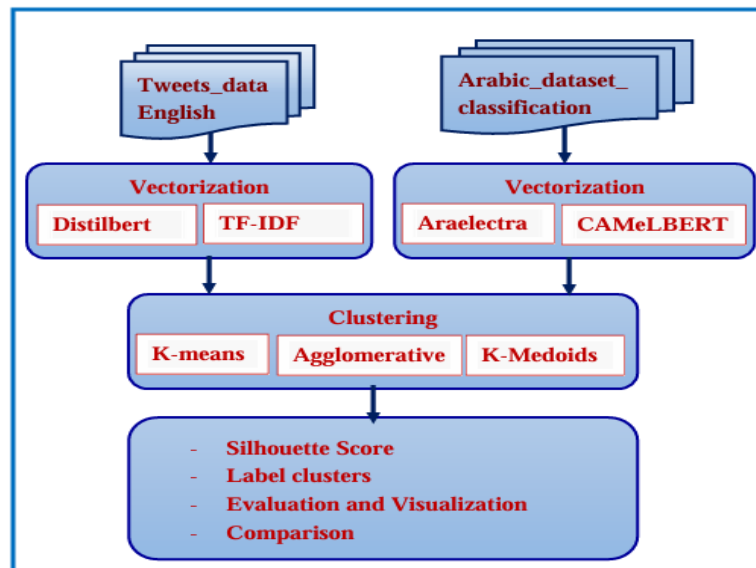 Tweets_data
English
Arabic_dataset_
classification
Vectorization
Distilbert
TF-IDF
Vectorization
Araelectra
CAMeLBERT
Clustering
K-means
Agglomerative
K-Medoids
- Silhouette Score
- Label clusters
- Evaluation and Visualization
- Comparison